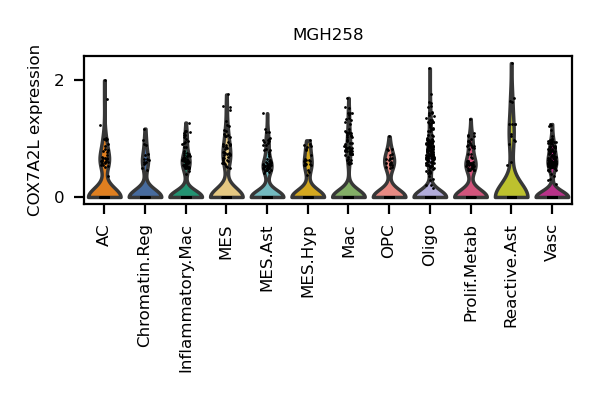 MGH258
COX7A2L expression
2
0
AC
Chromatin.Reg
Inflammatory.Mac
MES
MES.Ast
MES.Hyp
Mac
OPC
Oligo
Prolif.Metab
Reactive.Ast
Vasc